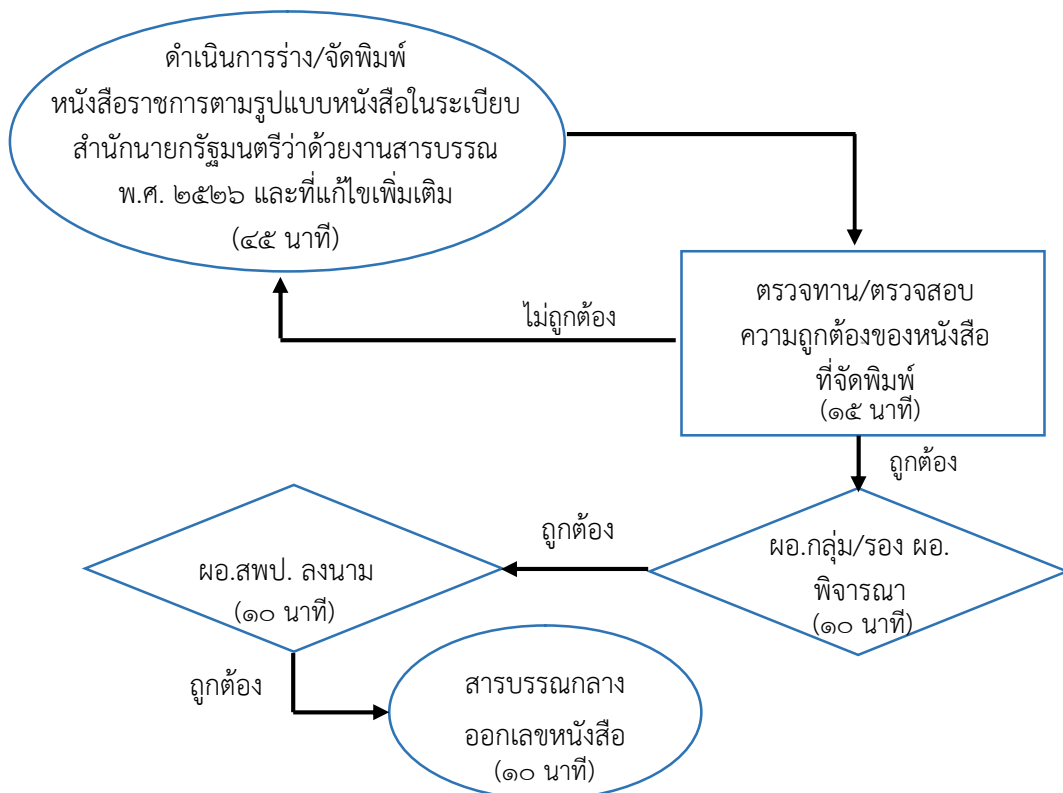 ดำเนินการร่าง/จัดพิมพ์
หนังสือราชการตามรูปแบบหนังสือในระเบียบ
สำนักนายกรัฐมนตรีว่าด้วยงานสารบรรณ
พ.ศ. ๒๕๒๖ และที่แก้ไขเพิ่มเติม
(๔๕ นาที)
ไม่ถูกต้อง
ตรวจทาน/ตรวจสอบ
ความถูกต้องของหนังสือ
ที่จัดพิมพ์
(๑๕ นาที)
ถูกต้อง
ผอ.กลุ่ม/รอง ผอ.
พิจารณา
(๑๐ นาที)
ถูกต้อง
ผอ.สพป. ลงนาม
(๑๐ นาที)
ถูกต้อง
สารบรรณกลาง
ออกเลขหนังสือ
(๑๐ นาที)